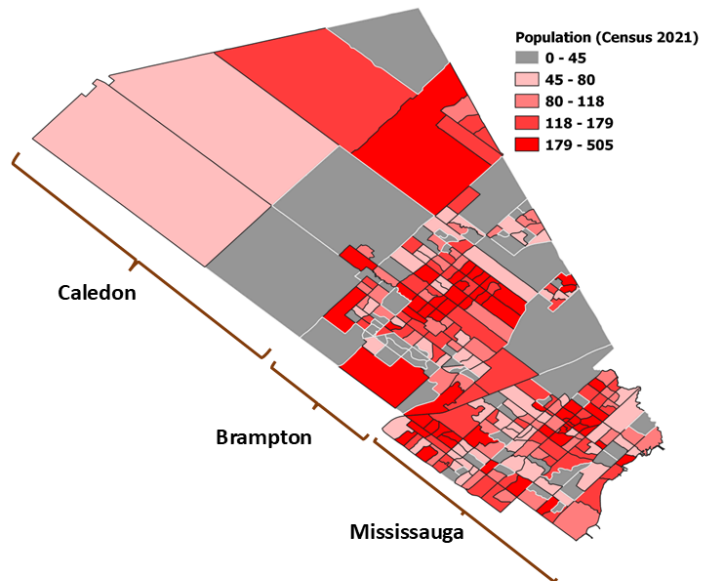 Population (Census 2021)
0 - 45
45 - 80
80 - 118
118 - 179
179 - 505
Caledon
Brampton
Mississauga